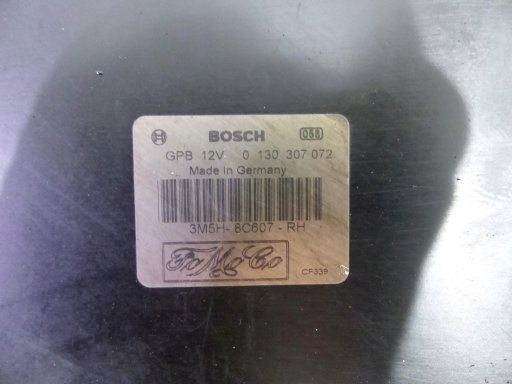 BOSCH 058
GPB 12V 0 130 307 072
Made in Germany
3M5H- 8C607 - RH
FoMoCo
CF339